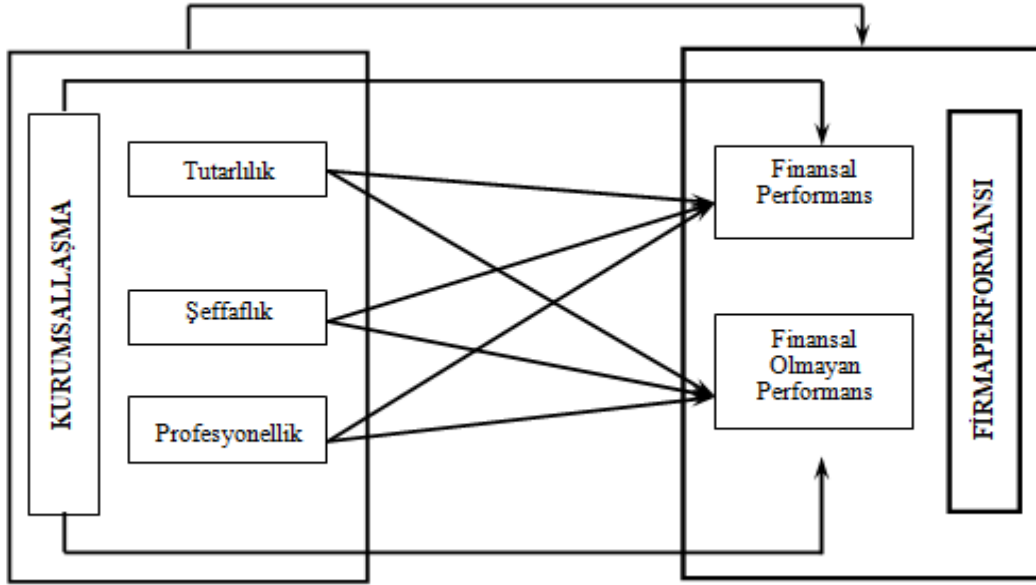 KURUMSALLAŞMA
Tutarlılık
Şeffaflık
Profesyonellik
Finansal
Performans
Finansal
Olmayan
Performans
FİRMAPERFORMANSI